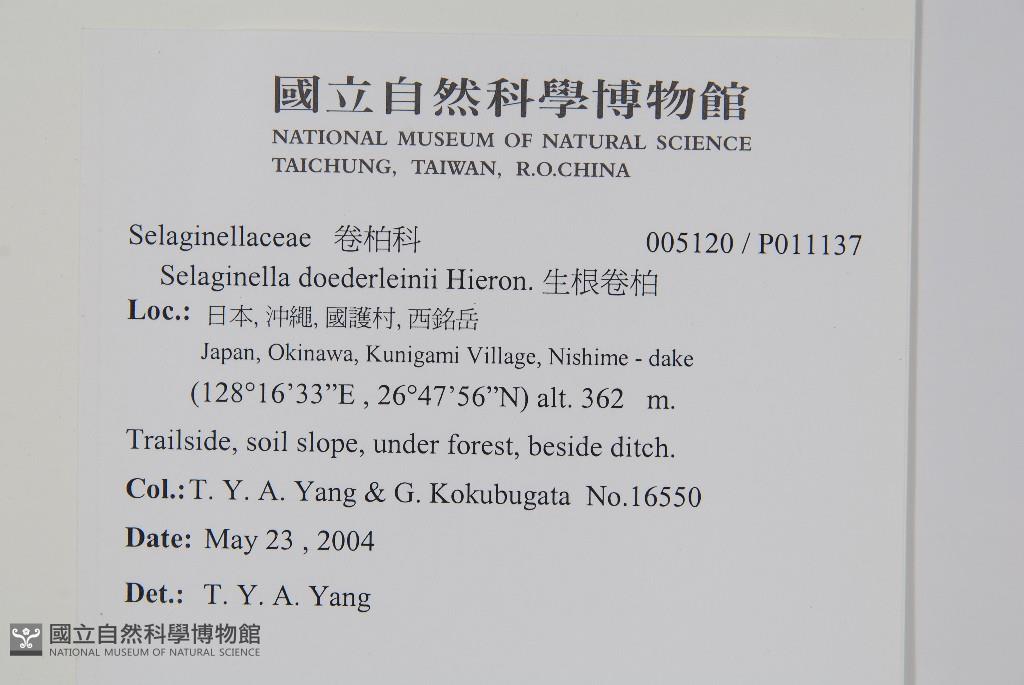 國立自然科學博物館
NATIONAL MUSEUM OF NATURAL SCIENCE
TAICHUNG, TAIWAN, R.O.CHINA
Selaginellaceae 卷柏科 005120 / P011137
Selaginella doederleinii Hieron. 生根卷柏
Loc.: 日本, 沖繩, 國護村, 西銘岳
Japan, Okinawa, Kunigami Village, Nishime - dake
(128°16’33”E , 26°47’56”N) alt. 362 m.
Trailside, soil slope, under forest, beside ditch.
Col.: T. Y. A. Yang & G. Kokubugata No.16550
Date: May 23 , 2004
Det.: T. Y. A. Yang
國立自然科學博物館
NATIONAL MUSEUM OF NATURAL SCIENCE